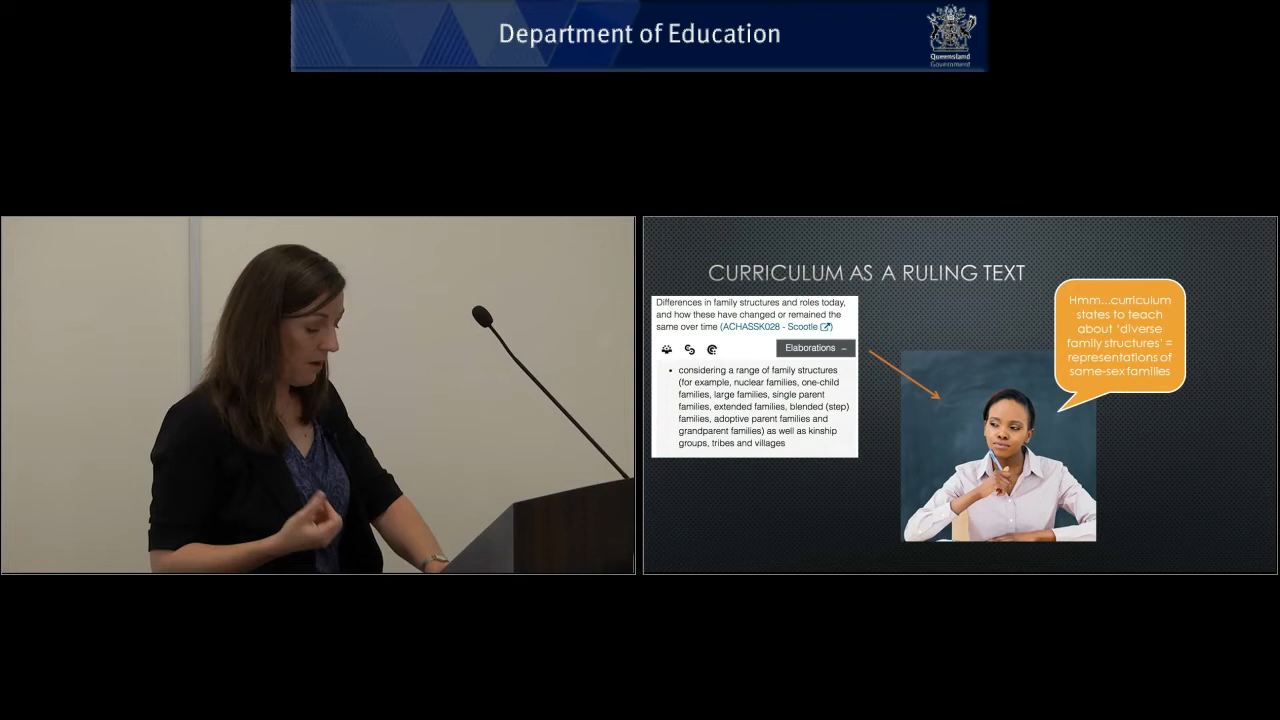 Department of Education
Queensland
Government
CURRICULUM AS A RULING TEXT
Differences in family structures and roles today,
and how these have changed or remained the
same over time (ACHASSK028 - Scootle)
Elaborations –
• considering a range of family structures
(for example, nuclear families, one-child
families, large families, single parent
families, extended families, blended (step)
families, adoptive parent families and
grandparent families) as well as kinship
groups, tribes and villages
Hmm...curriculum
states to teach
about 'diverse
family structures' =
representations of
same-sex families